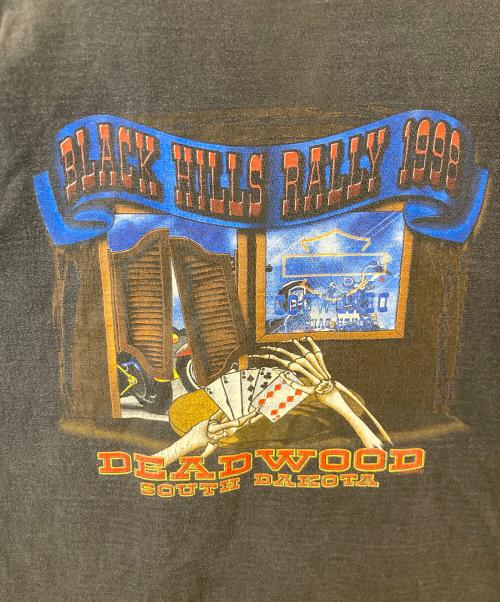 BLACK HILLS RALLY 1998
DEADWOOD
SOUTH DAKOTA